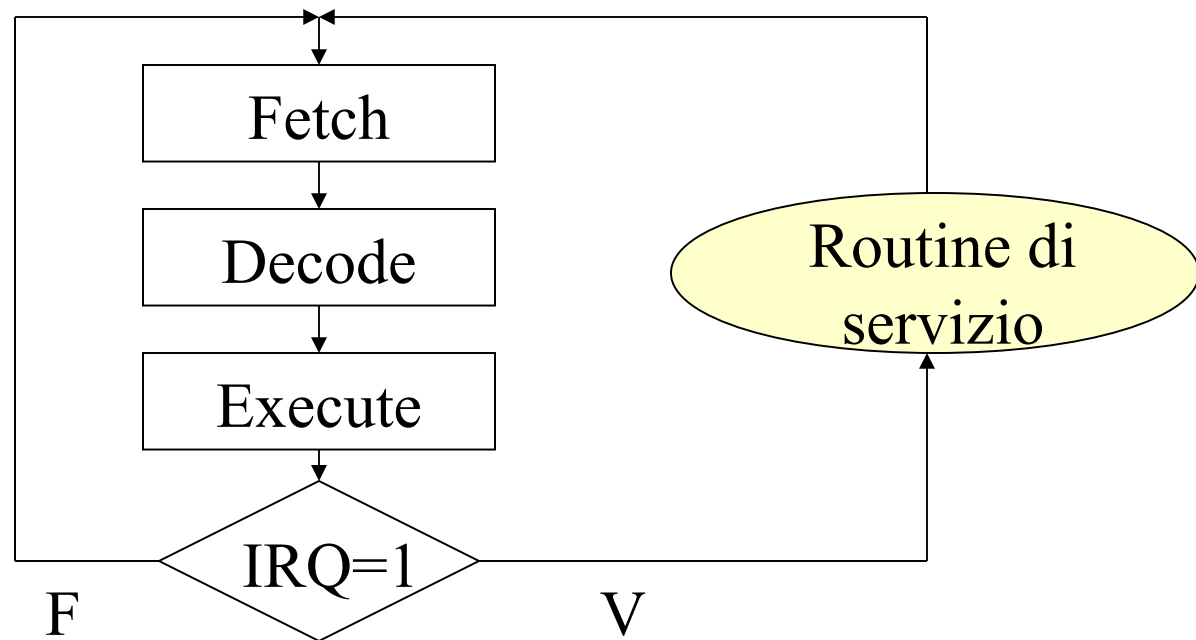 Fetch
Decode
Execute
IRQ=1
F
V
Routine di
servizio